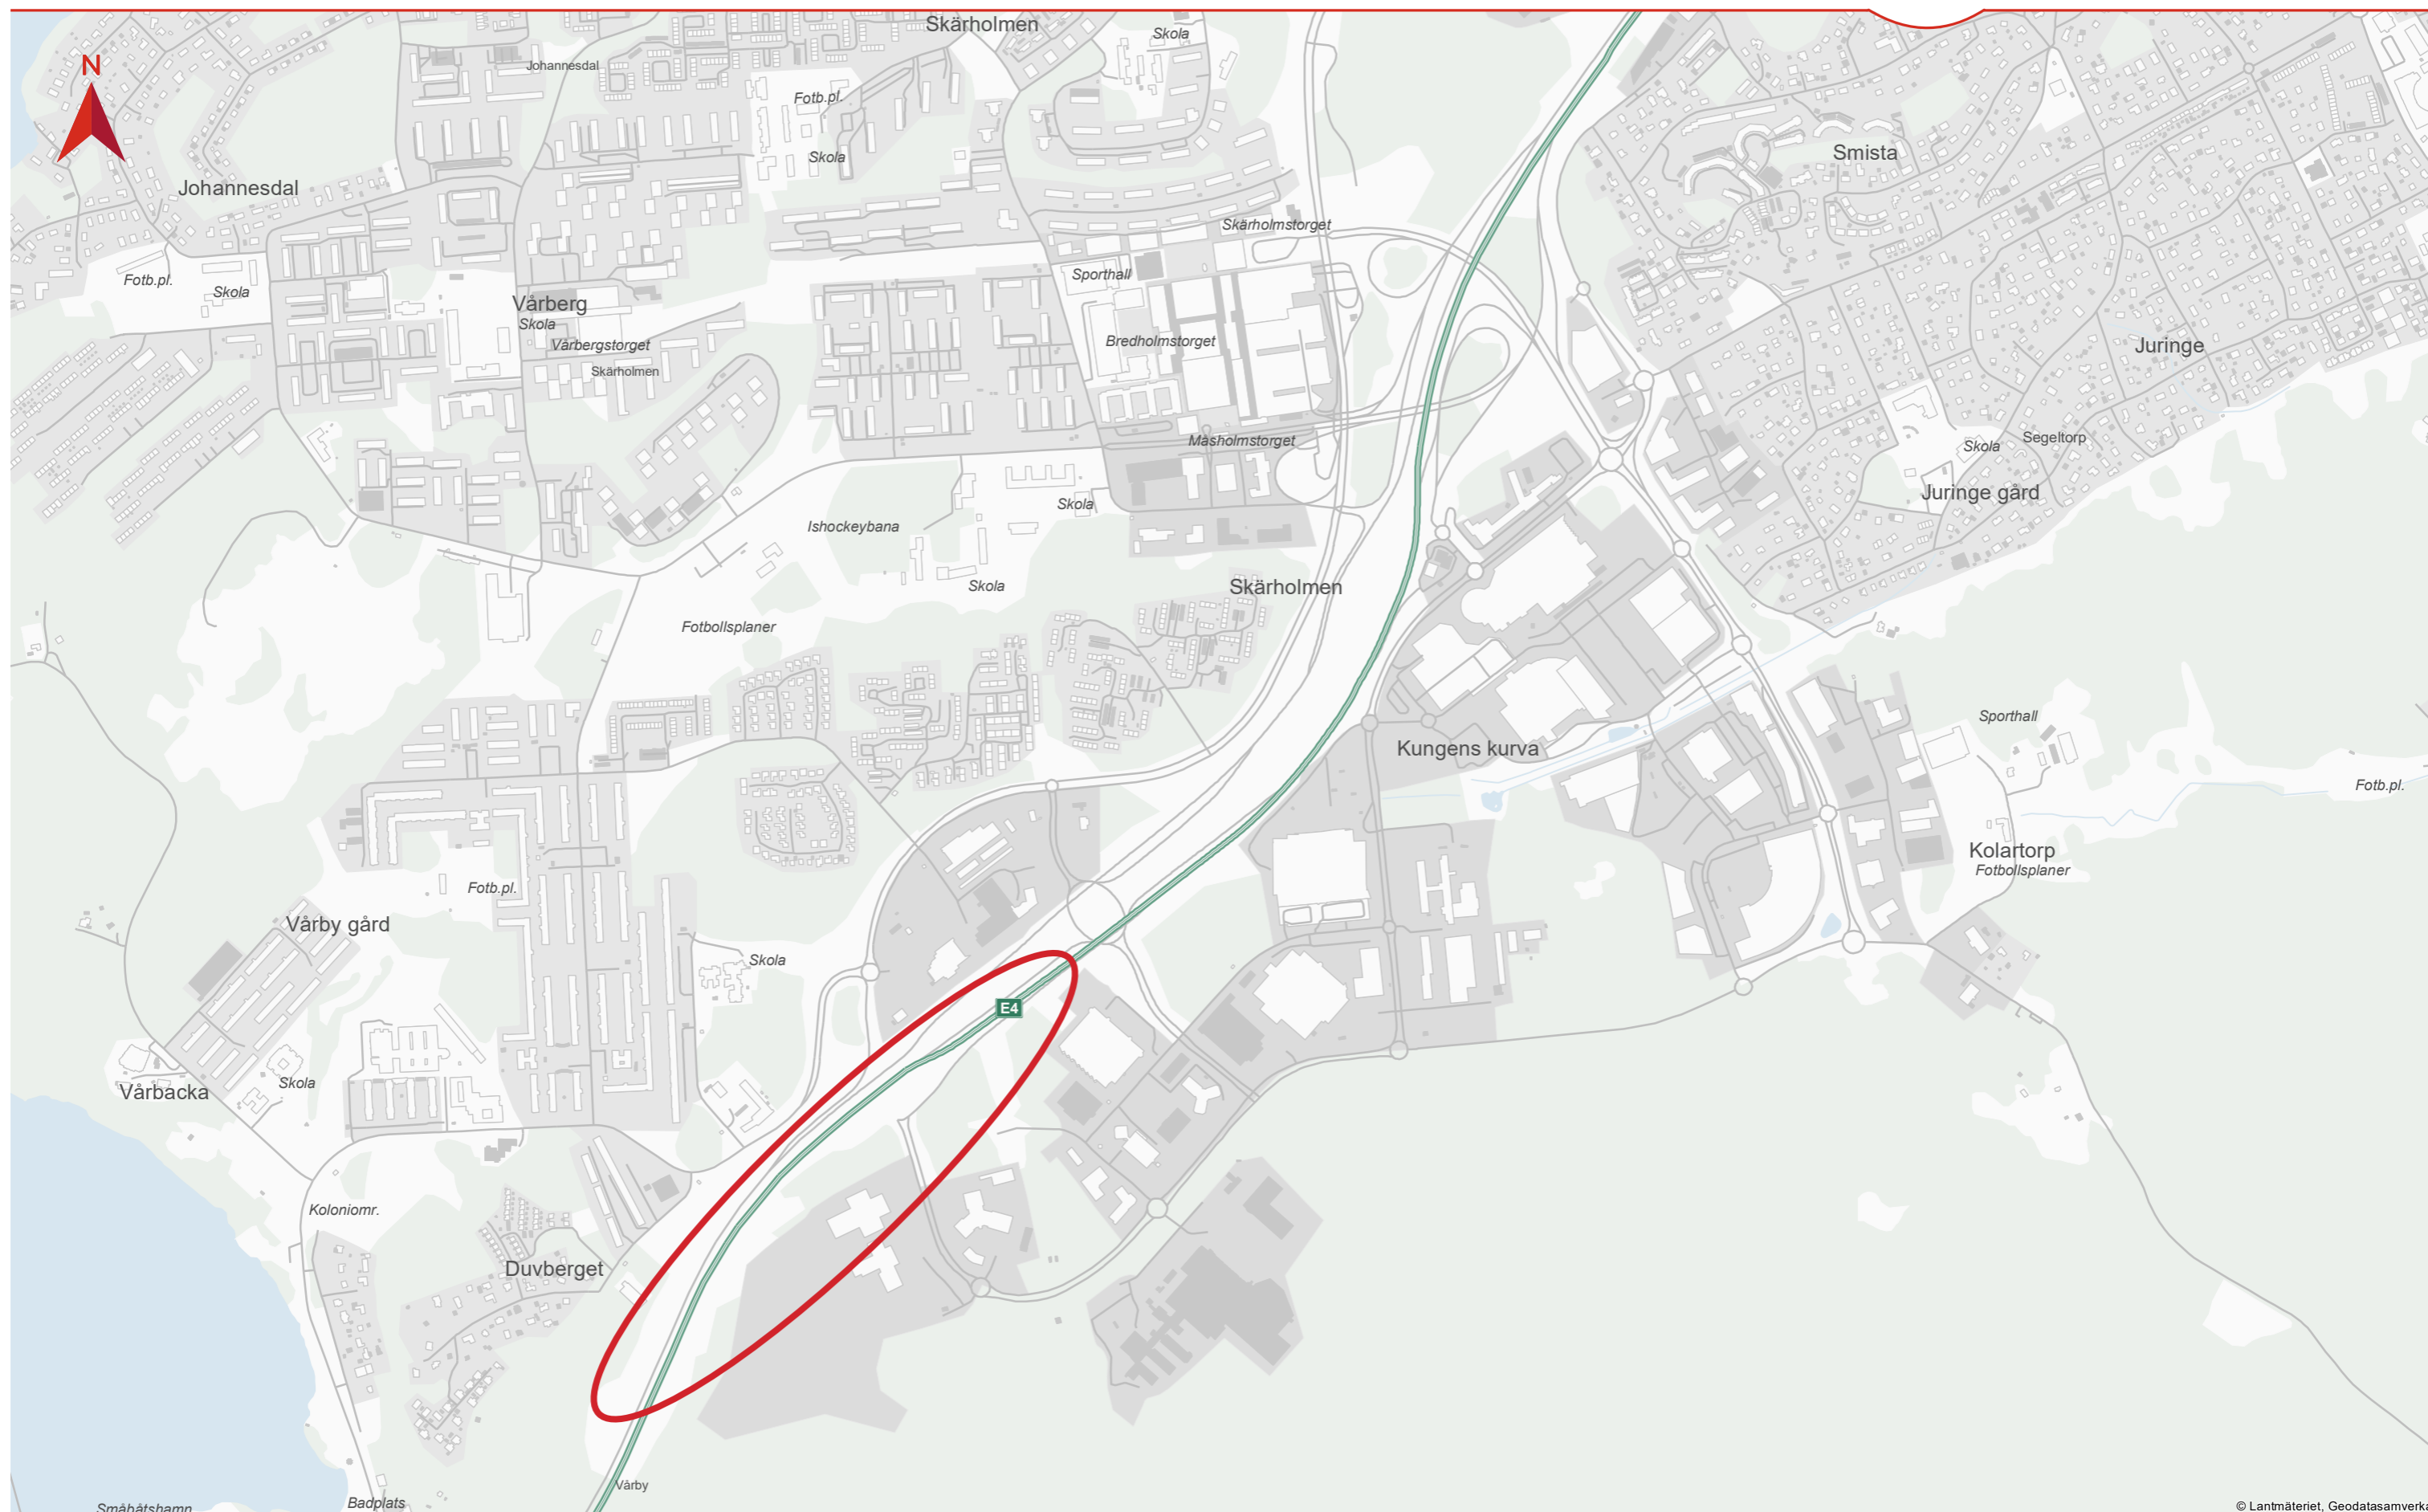 Skärholmen
Skola
N
Johannesdal
Fotb.pl.
Smista
Skola
Johannesdal
Skärholmstorget
Sporthall
Fotb.pl.
Skola
Vårberg
Skola
Vårbergstorget
Bredholmstorget
Juringe
Skärholmen
Måsholmstorget
Segeltorp
Skola
Juringe gård
Skola
Ishockeybana
Skola
Skärholmen
Fotbollsplaner
Sporthall
Kungens kurva
Fotb.pl.
Kolartorp
Fotbollsplaner
Fotb.pl.
Vårby gård
Skola
E4
Skola
Vårbacka
Koloniomr.
Duvberget
Vårby
Badplats
Småbåtshamn
© Lantmäteriet, Geodatasamverka